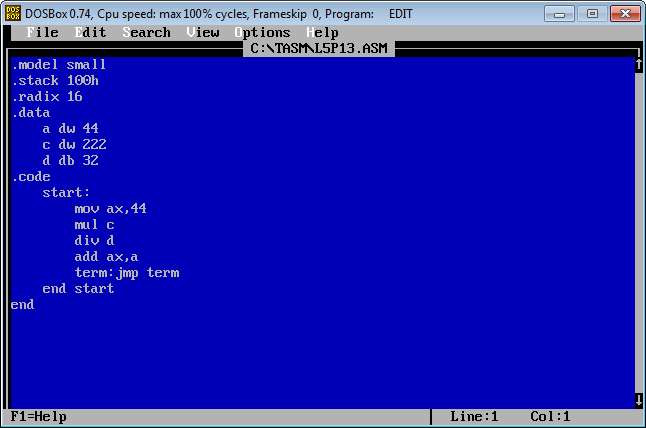 DOSBox 0.74, Cpu speed: max 100% cycles, Frameskip 0, Program: EDIT
File Edit Search View Options Help
C:\TASM\L5P13.ASM
.model small
.stack 100h
.radix 16
.data
    a dw 44
    c dw 222
    d db 32
.code
    start:
        mov ax,44
        mul c
        div d
        add ax,a
        term:jmp term
    end start
end
F1=Help Line:1 Col:1